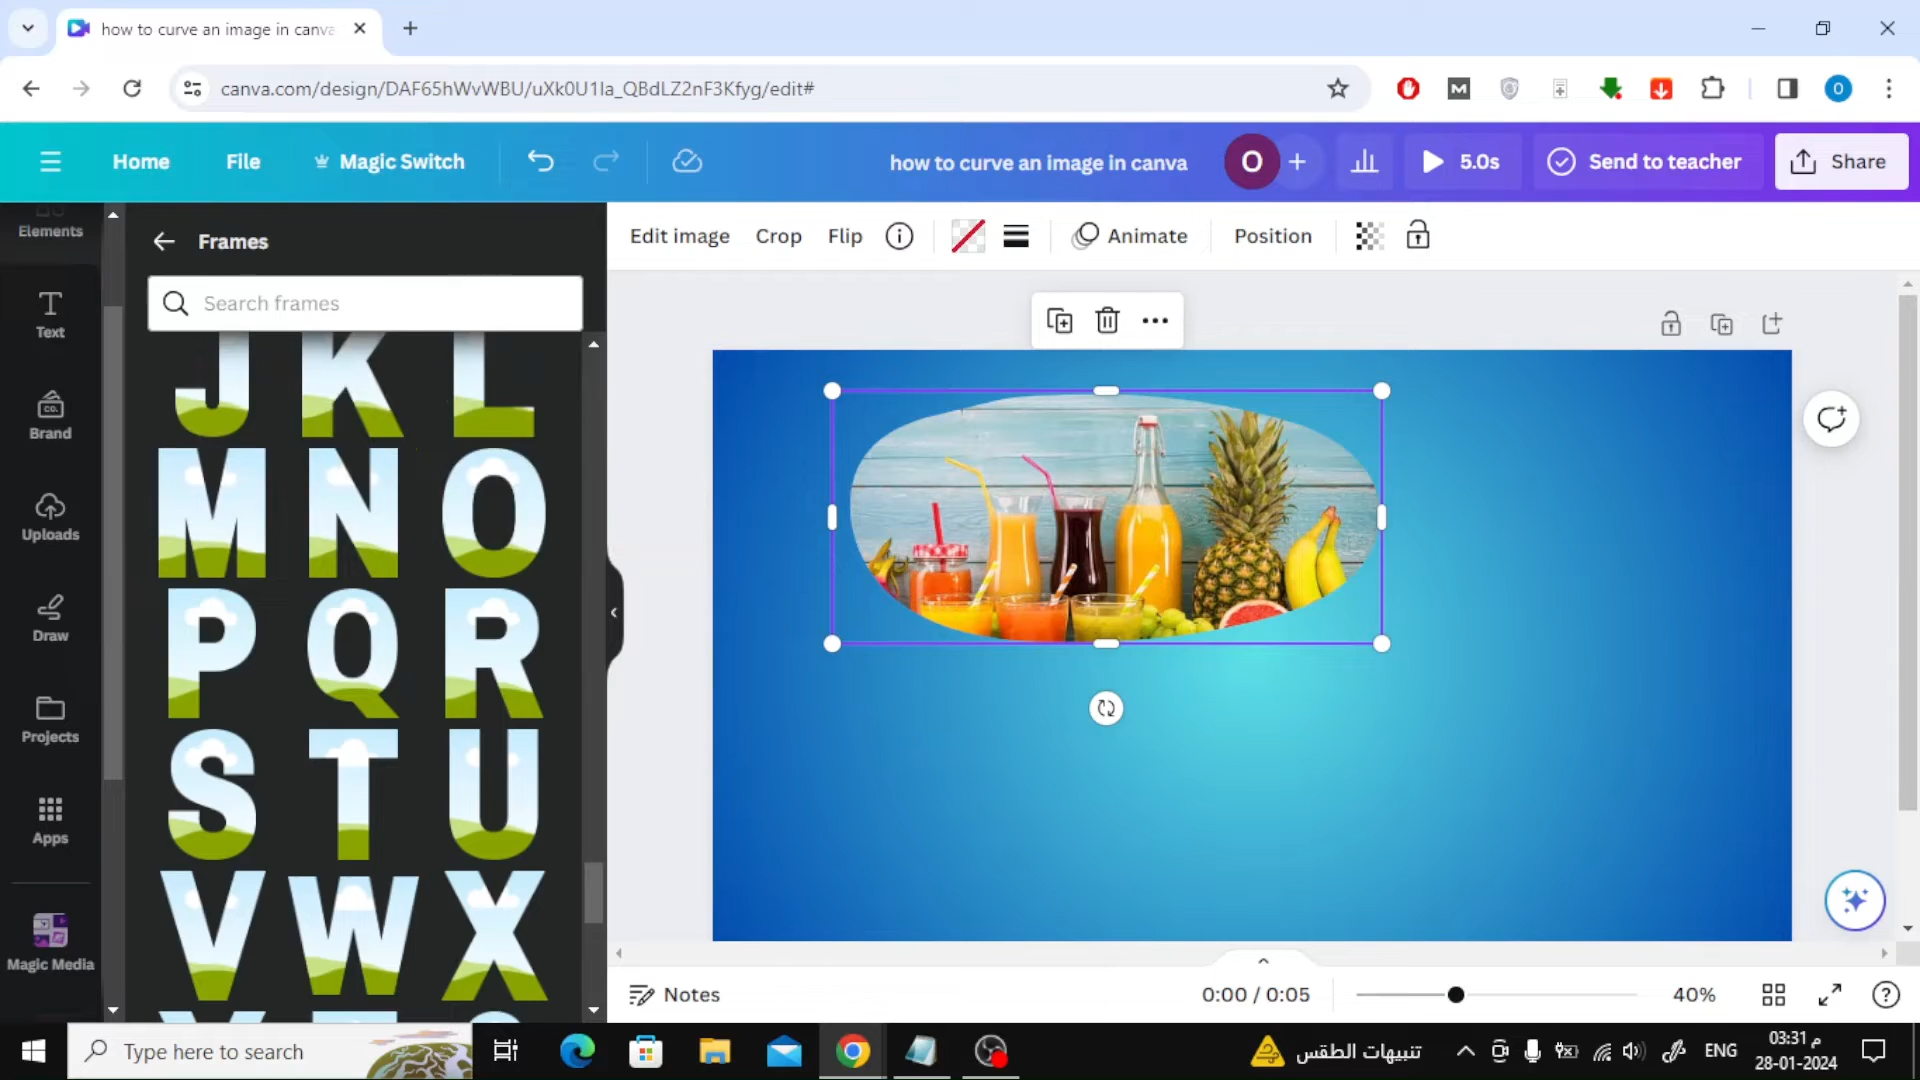 how to curve an image in canva
canva.com/design/DAF65hWvWBU/uXk0U1Ia_QBdLZ2nF3Kfyg/edit#
Home
File
Magic Switch
how to curve an image in canva
O
+
5.0s
Send to teacher
Share
Elements
Text
CO.
Brand
Uploads
Draw
Projects
Apps
Magic Media
Frames
Search frames
J K L
M N O
P Q R
S T U
V W X
Edit image
Crop
Flip
Animate
Position
Notes
0:00 / 0:05
40%
Type here to search
تنبيهات الطقس
ENG
03:31 م
28-01-2024